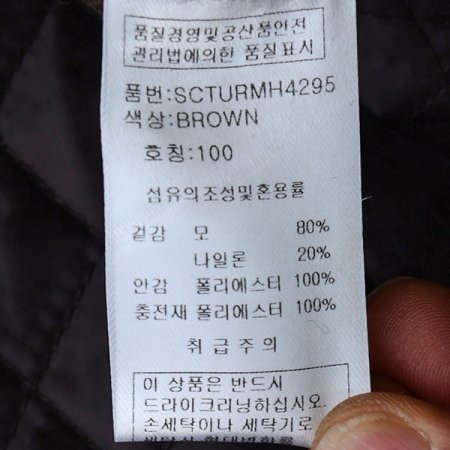 품질경영및공산품안전
관리법에의한 품질표시
품번:SCTURMH4295
색상:BROWN
호칭:100
섬유의조성및혼용률
겉감 모 80%
나일론 20%
안감 폴리에스터 100%
충전재 폴리에스터 100%
취급주의
이 상품은 반드시
드라이크리닝하십시오.
손세탁이나 세탁기로